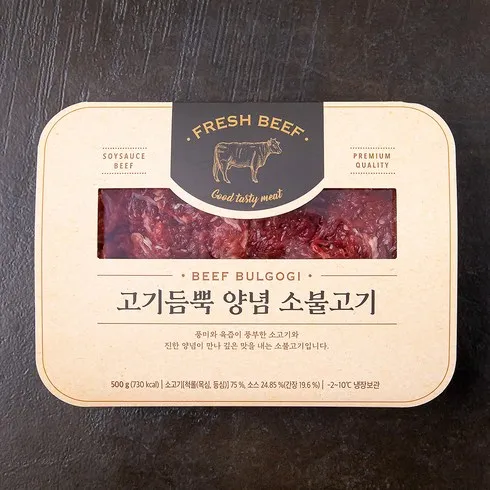 FRESH BEEF
SOYSAUCE
BEEF
PREMIUM
QUALITY
Good tasty meat
BEEF BULGOGI
고기듬뿍 양념 소불고기
풍미와 육즙이 풍부한 소고기와
진한 양념이 만나 깊은 맛을 내는 소불고기입니다.
500 g (730 kcal) | 소고기[척롤(목심, 등심)] 75 %, 소스 24.85 %(간장 19.6 %) | -2~10℃ 냉장보관